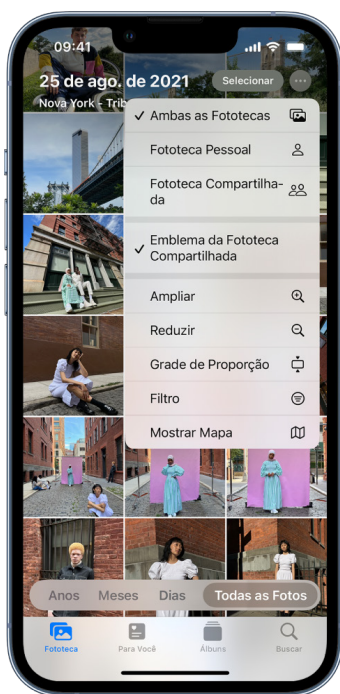 09:41
25 de ago. de 2021
Selecionar
Nova York - Trib
Ambas as Fototecas
Fototeca Pessoal
Fototeca Compartilha-
da
Emblema da Fototeca
Compartilhada
Ampliar
Reduzir
Grade de Proporção
Filtro
Mostrar Mapa
Anos
Meses
Dias
Todas as Fotos
Fototeca
Para Você
Álbuns
Buscar